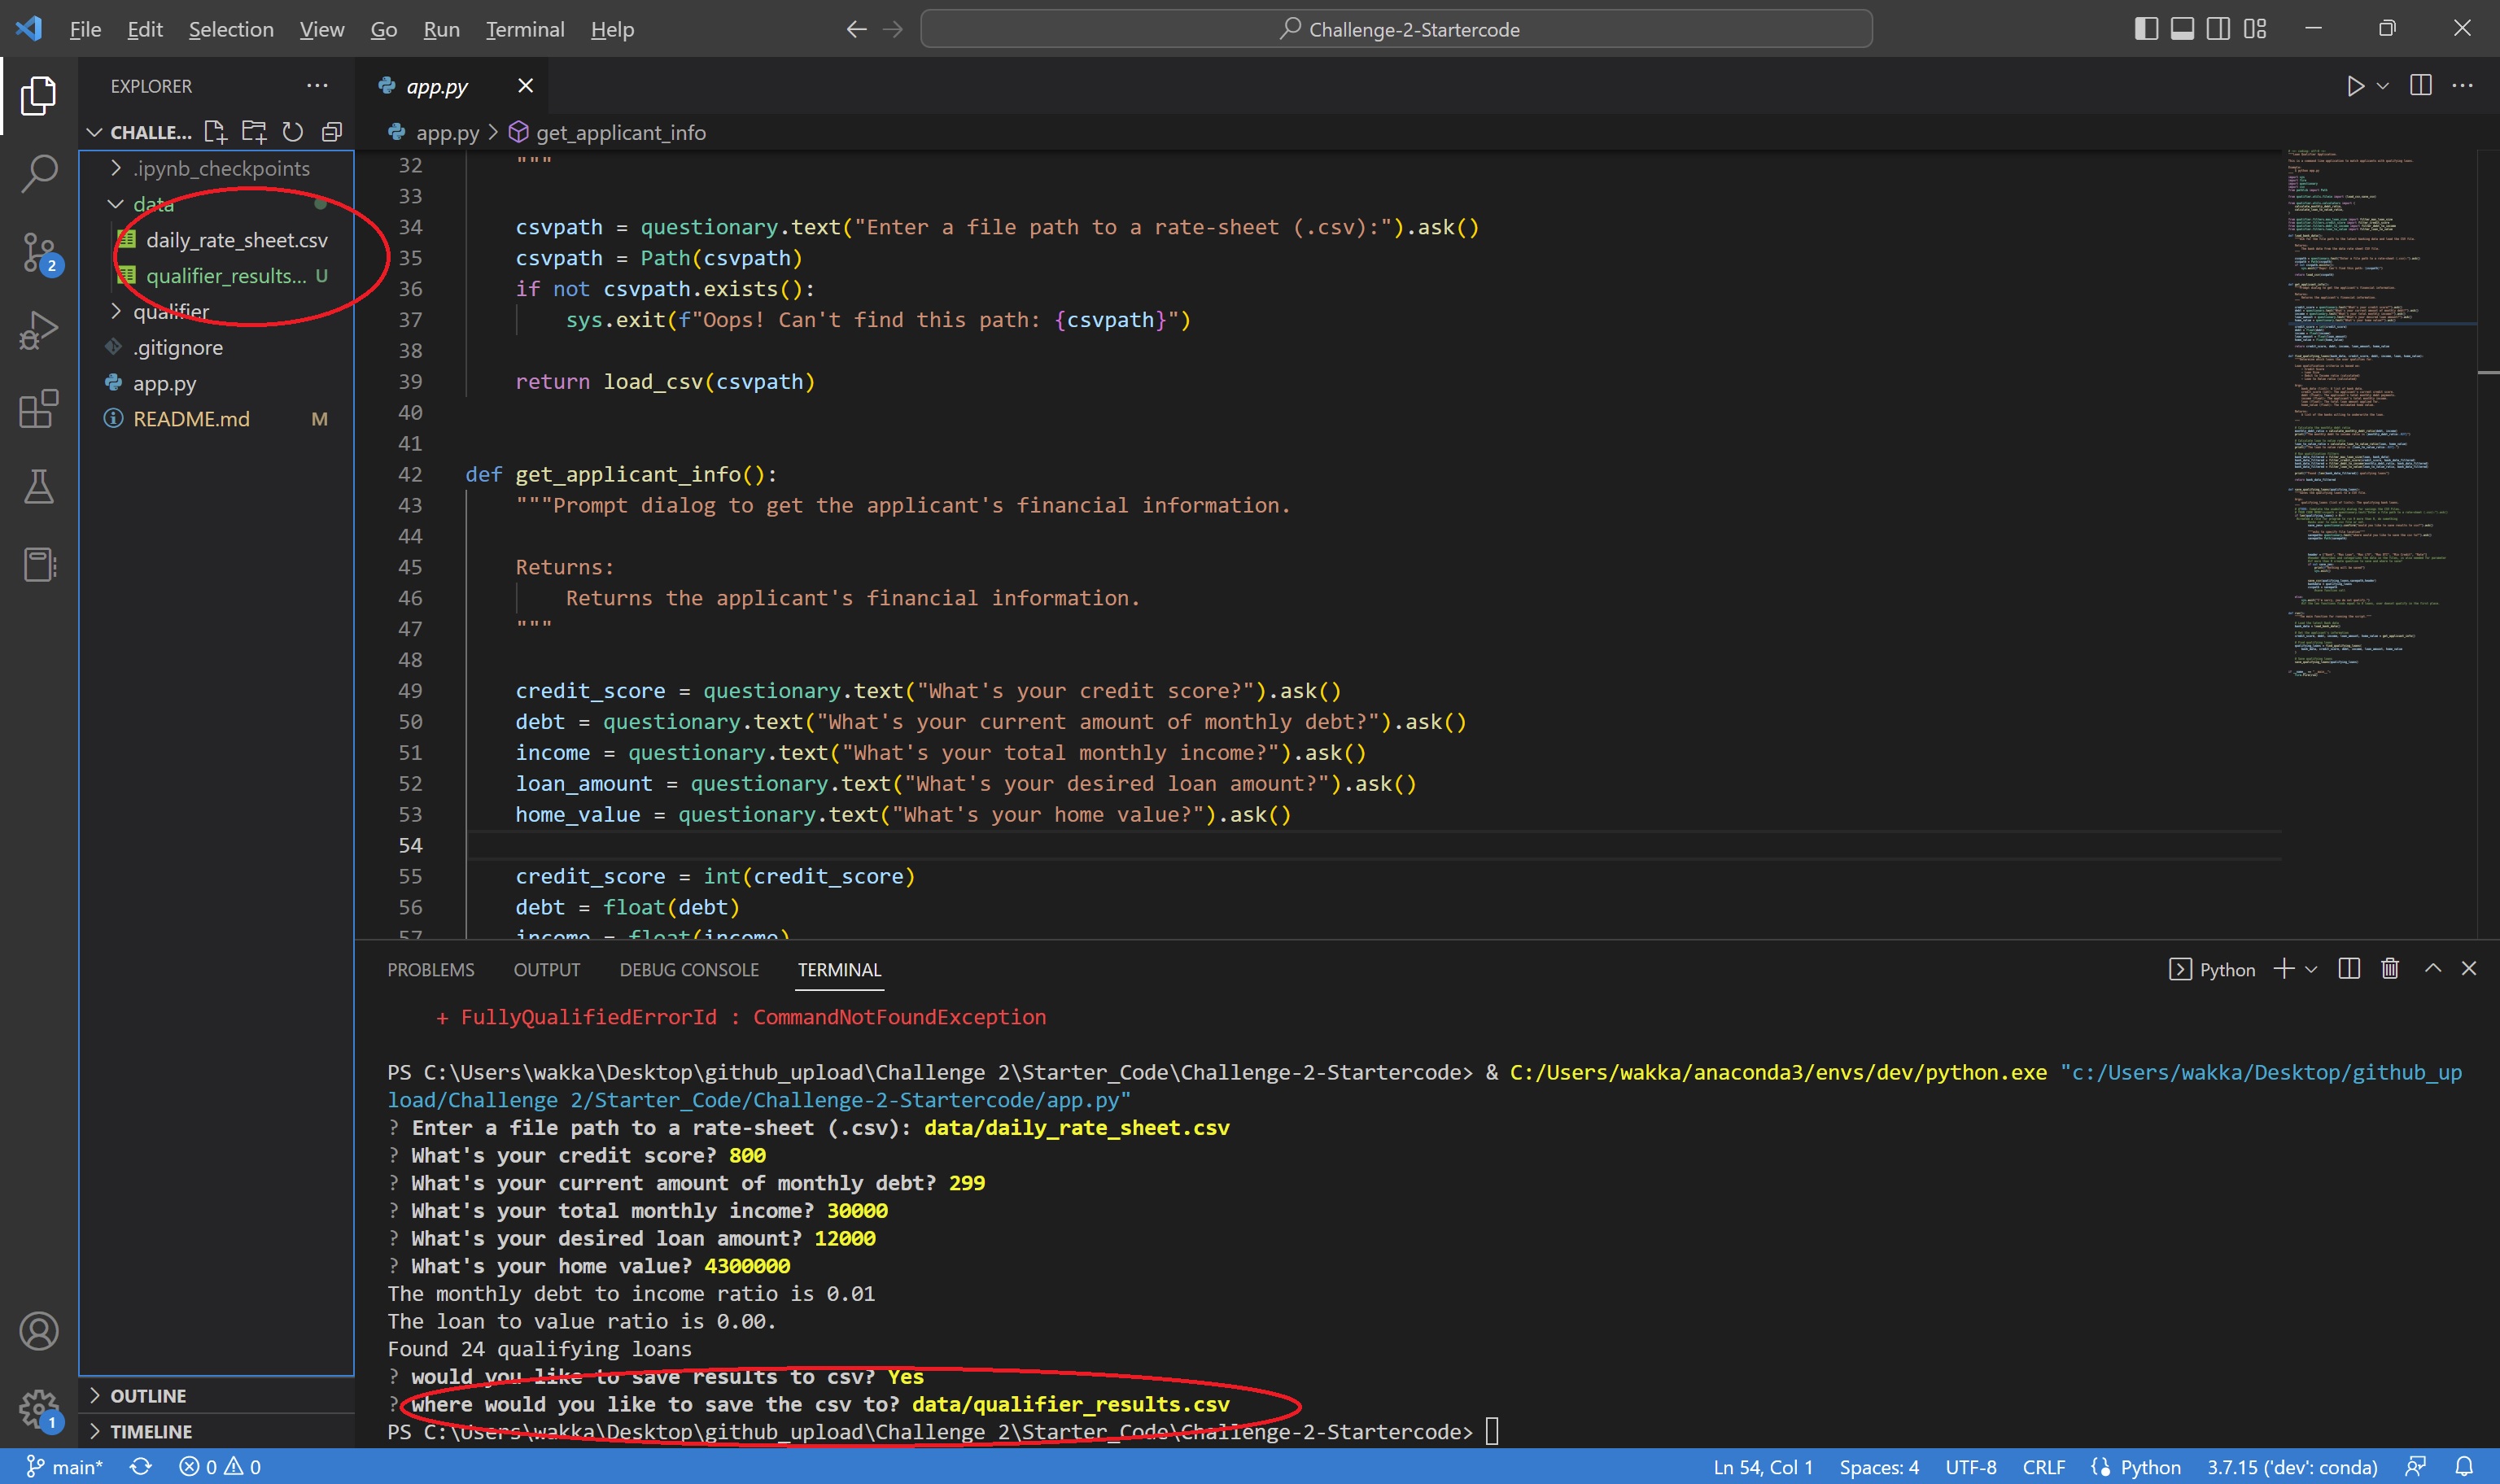 File Edit Selection View Go Run Terminal Help
Challenge-2-Startercode
EXPLORER
CHALLE...
.ipynb_checkpoints
data
daily_rate_sheet.csv
qualifier_results... U
qualifier
.gitignore
app.py
README.md M
OUTLINE
TIMELINE
2
1
app.py
app.py > get_applicant_info
32 """
33
34 csvpath = questionary.text("Enter a file path to a rate-sheet (.csv):").ask()
35 csvpath = Path(csvpath)
36 if not csvpath.exists():
37 sys.exit(f"Oops! Can't find this path: {csvpath}")
38
39 return load_csv(csvpath)
40
41
42 def get_applicant_info():
43 """Prompt dialog to get the applicant's financial information.
44
45 Returns:
46 Returns the applicant's financial information.
47 """
48
49 credit_score = questionary.text("What's your credit score?").ask()
50 debt = questionary.text("What's your current amount of monthly debt?").ask()
51 income = questionary.text("What's your total monthly income?").ask()
52 loan_amount = questionary.text("What's your desired loan amount?").ask()
53 home_value = questionary.text("What's your home value?").ask()
54
55 credit_score = int(credit_score)
56 debt = float(debt)
57 income = float(income)
PROBLEMS OUTPUT DEBUG CONSOLE TERMINAL
Python
+ FullyQualifiedErrorId : CommandNotFoundException
PS C:\Users\wakka\Desktop\github_upload\Challenge 2\Starter_Code\Challenge-2-Startercode> & C:/Users/wakka/anaconda3/envs/dev/python.exe "c:/Users/wakka/Desktop/github_up
load/Challenge 2/Starter_Code/Challenge-2-Startercode/app.py"
? Enter a file path to a rate-sheet (.csv): data/daily_rate_sheet.csv
? What's your credit score? 800
? What's your current amount of monthly debt? 299
? What's your total monthly income? 30000
? What's your desired loan amount? 12000
? What's your home value? 4300000
The monthly debt to income ratio is 0.01
The loan to value ratio is 0.00.
Found 24 qualifying loans
? would you like to save results to csv? Yes
? where would you like to save the csv to? data/qualifier_results.csv
PS C:\Users\wakka\Desktop\github_upload\Challenge 2\Starter_Code\Challenge-2-Startercode>
main* 0 0 Ln 54, Col 1 Spaces: 4 UTF-8 CRLF Python 3.7.15 ('dev': conda)